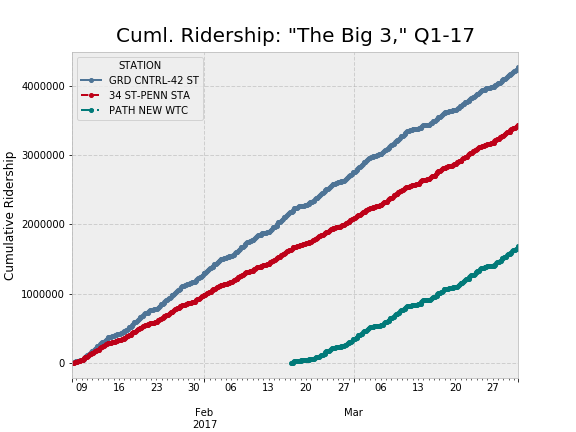 Cuml. Ridership: "The Big 3," Q1-17
STATION
GRD CNTRL-42 ST
34 ST-PENN STA
PATH NEW WTC
Cumulative Ridership
4000000
3000000
2000000
1000000
0
09 16 23 30 06 13 20 27 06 13 20 27
Feb Mar
2017